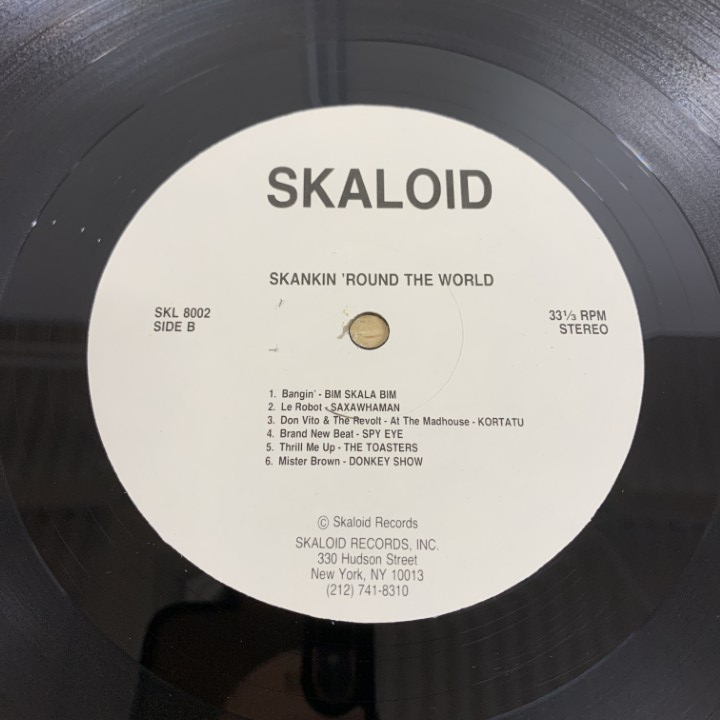 SKALOID
SKANKIN 'ROUND THE WORLD
SKL 8002
SIDE B
33⅓ RPM
STEREO
1. Bangin' - BIM SKALA BIM
2. Le Robot - SAXAWHAMAN
3. Don Vito & The Revolt - At The Madhouse - KORTATU
4. Brand New Beat - SPY EYE
5. Thrill Me Up - THE TOASTERS
6. Mister Brown - DONKEY SHOW
© Skaloid Records
SKALOID RECORDS, INC.
330 Hudson Street
New York, NY 10013
(212) 741-8310